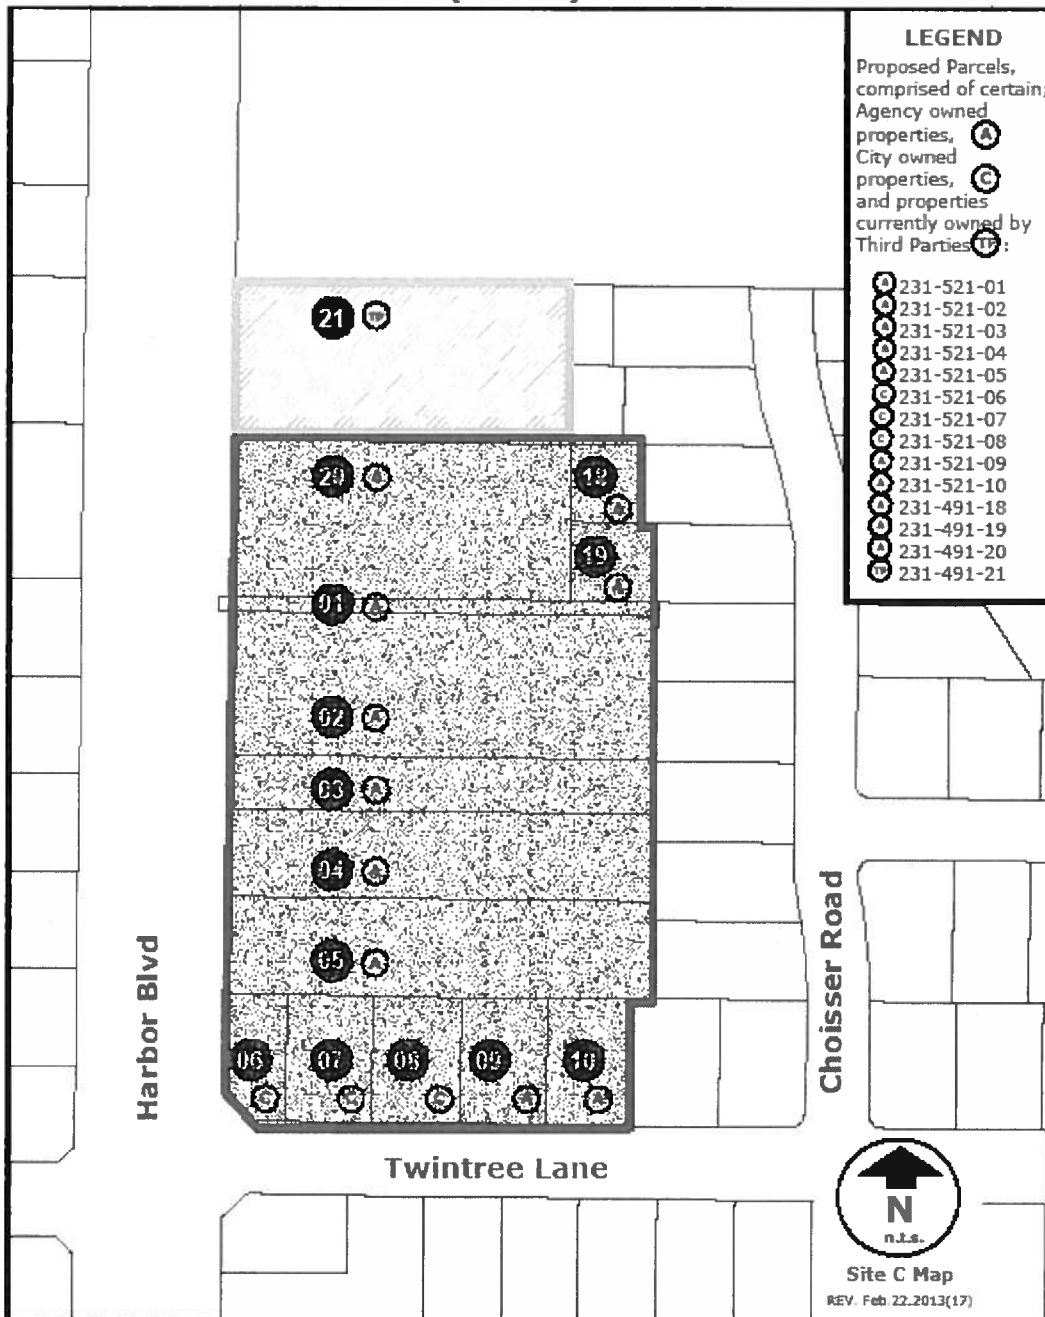 LEGEND
Proposed Parcels,
comprised of certain;
Agency owned
properties, A
City owned
properties, C
and properties
currently owned by
Third Parties TP :
A 231-521-01
A 231-521-02
A 231-521-03
A 231-521-04
A 231-521-05
C 231-521-06
C 231-521-07
C 231-521-08
A 231-521-09
A 231-521-10
A 231-491-18
A 231-491-19
A 231-491-20
TP 231-491-21
21 TP
20 A
18 A
19 A
01 A
02 A
03 A
04 A
05 A
06 C
07 C
08 C
09 A
10 A
Harbor Blvd
Choisser Road
Twintree Lane
N
n.t.s.
Site C Map
REV. Feb.22.2013(17)